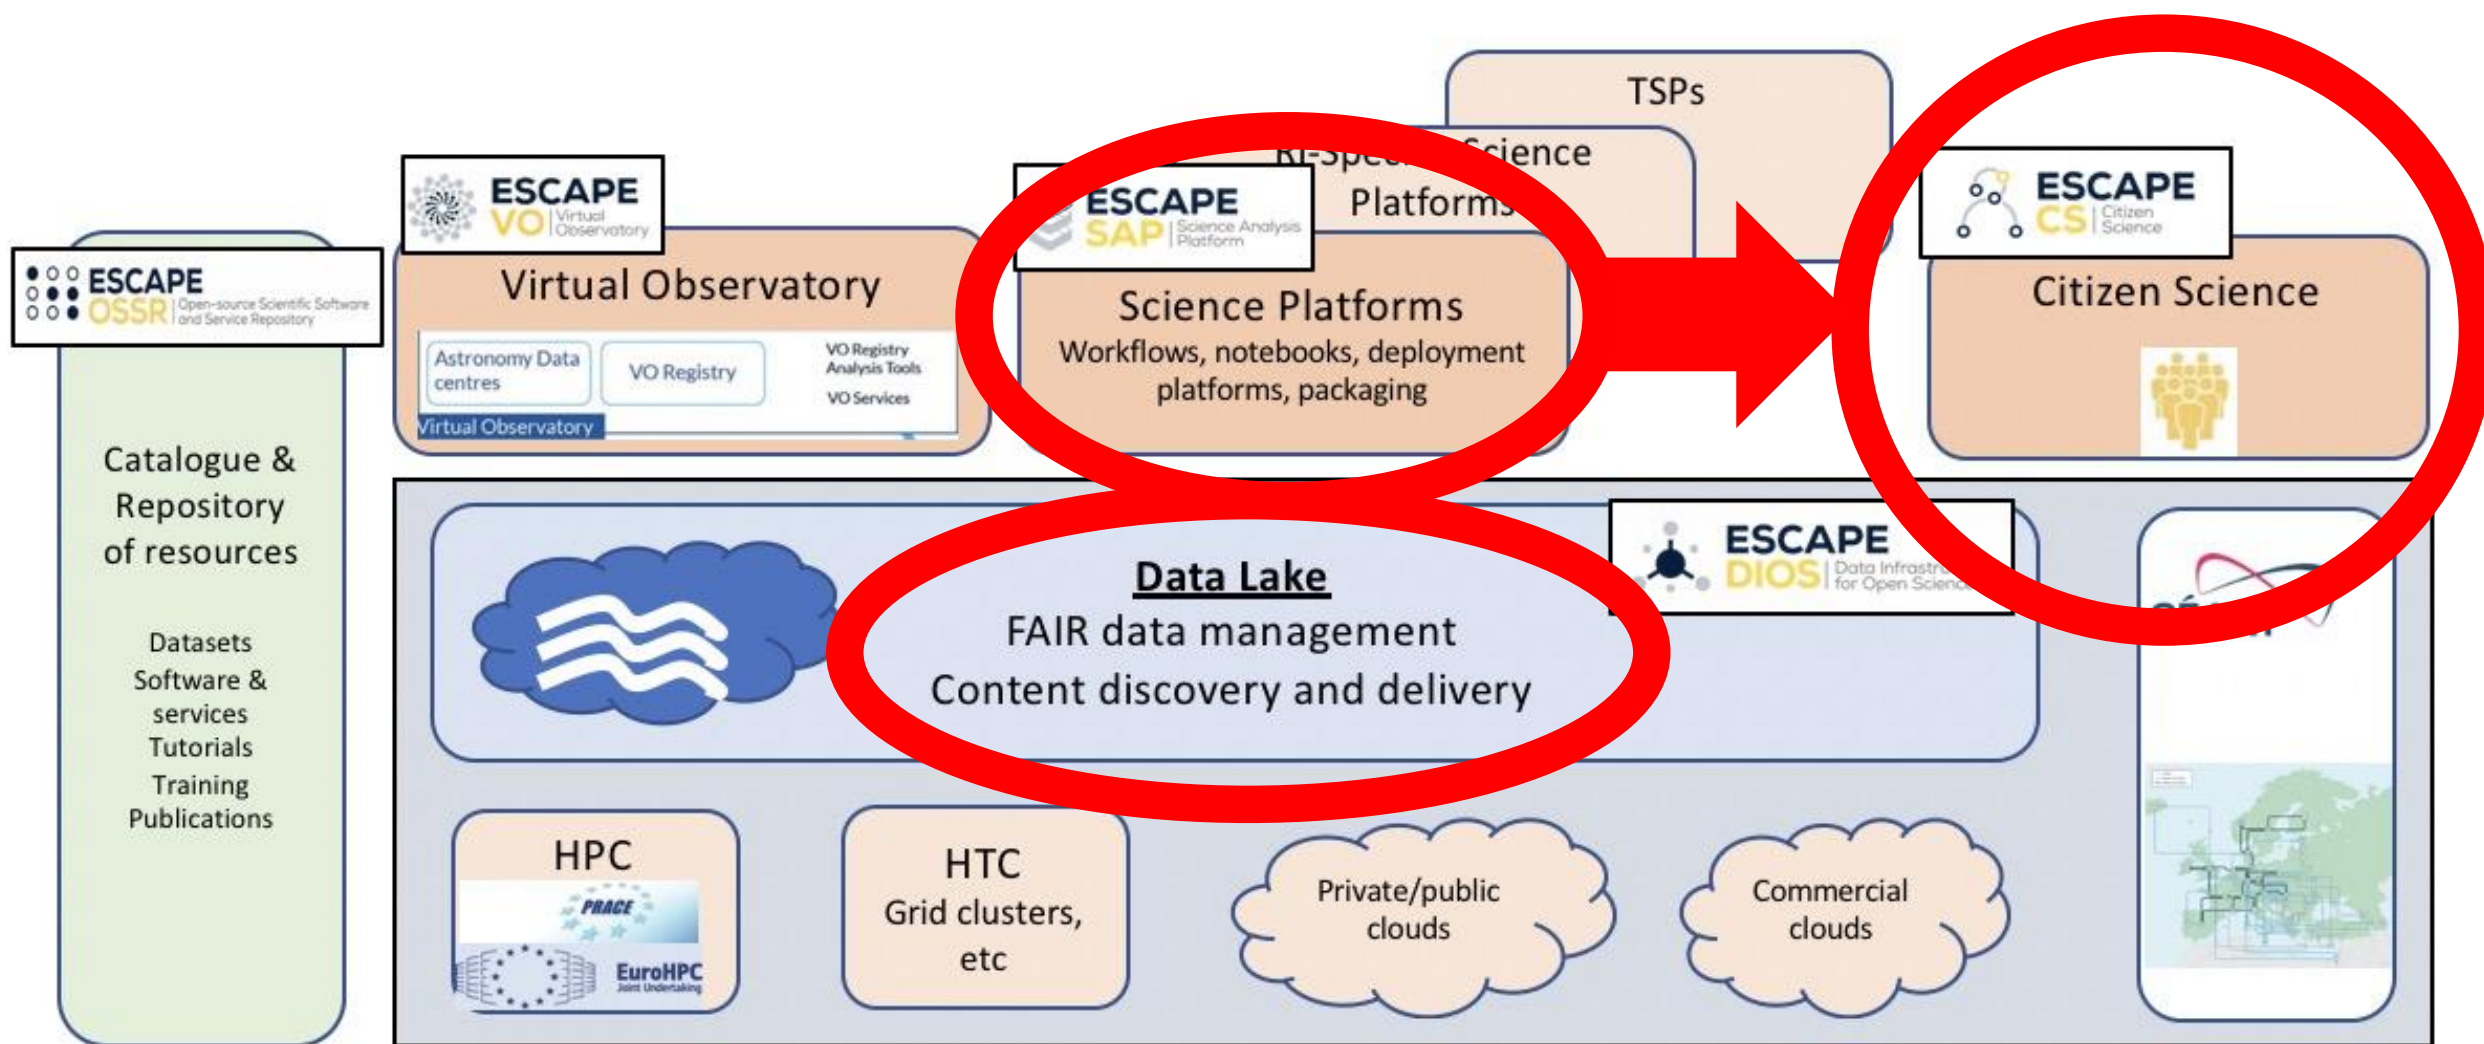 TSPs
Science
Platforms
ESCAPE
VO Virtual
Observatory
ESCAPE
SAP Science Analysis
Platform
ESCAPE
CS Citizen
Science
ESCAPE
OSSR Open-source Scientific Software
and Service Repository
Virtual Observatory
Astronomy Data
centres
VO Registry
VO Registry
Analysis Tools
VO Services
Virtual Observatory
Science Platforms
Workflows, notebooks, deployment
platforms, packaging
Citizen Science
Catalogue &
Repository
of resources
Datasets
Software &
services
Tutorials
Training
Publications
Data Lake
FAIR data management
Content discovery and delivery
ESCAPE
DIOS Data
for Open
HPC
PRACE
EuroHPC
Joint Undertaking
HTC
Grid clusters,
etc
Private/public
clouds
Commercial
clouds